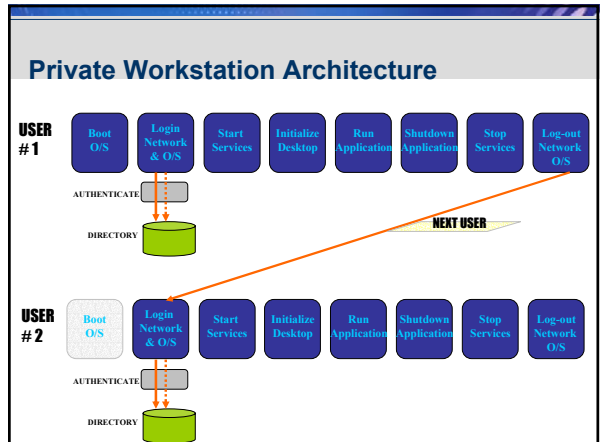 Private Workstation Architecture
USER
# 1
Boot
O/S
Login
Network
& O/S
Start
Services
Initialize
Desktop
Run
Application
Shutdown
Application
Stop
Services
Log-out
Network
O/S
AUTHENTICATE
DIRECTORY
NEXT USER
USER
# 2
Boot
O/S
Login
Network
& O/S
Start
Services
Initialize
Desktop
Run
Application
Shutdown
Application
Stop
Services
Log-out
Network
O/S
AUTHENTICATE
DIRECTORY